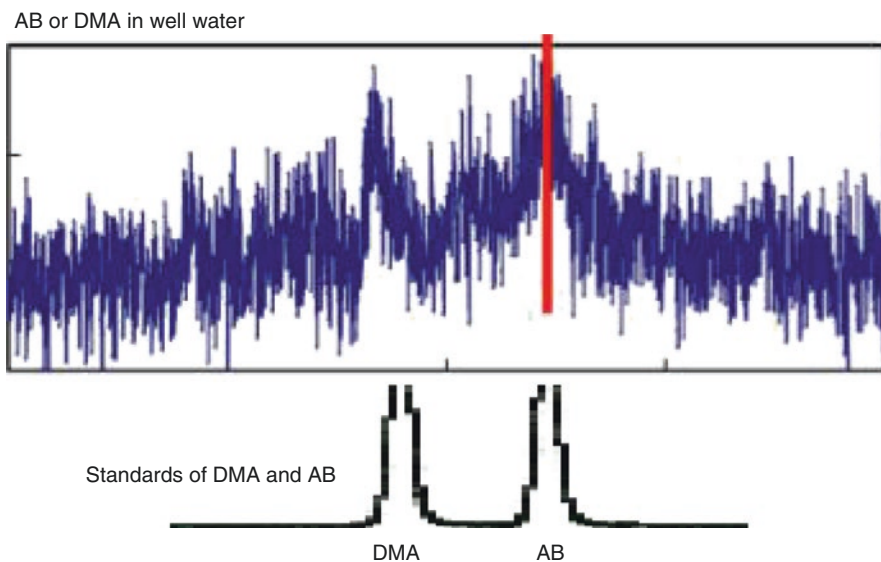 AB or DMA in well water
Standards of DMA and AB
DMA
AB